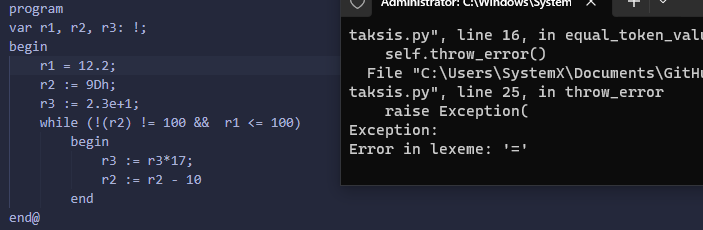 program
var r1, r2, r3: !;
begin
    r1 = 12.2;
    r2 := 9Dh;
    r3 := 2.3e+1;
    while (!(r2) != 100 &&  r1 <= 100)
        begin
            r3 := r3*17;
            r2 := r2 - 10
        end
end@
Administrator: C:\Windows\System
taksis.py", line 16, in equal_token_valu
    self.throw_error()
  File "C:\Users\SystemX\Documents\GitHu
taksis.py", line 25, in throw_error
    raise Exception(
Exception:
Error in lexeme: '='